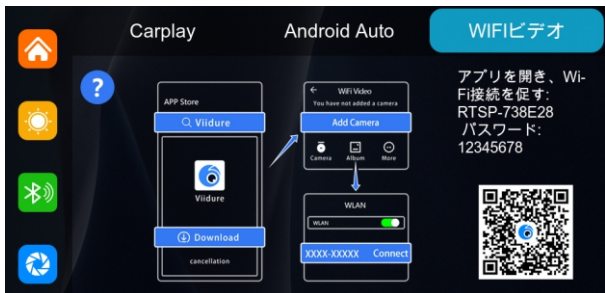 Carplay
Android Auto
WIFIビデオ
?
APP Store
Viidure
Viidure
Download
cancellation
WiFi Video
You have not added a camera
Add Camera
Camera
Album
More
WLAN
WLAN
XXXX-XXXXX Connect
アプリを開き、Wi-
Fi接続を促す:
RTSP-738E28
パスワード:
12345678